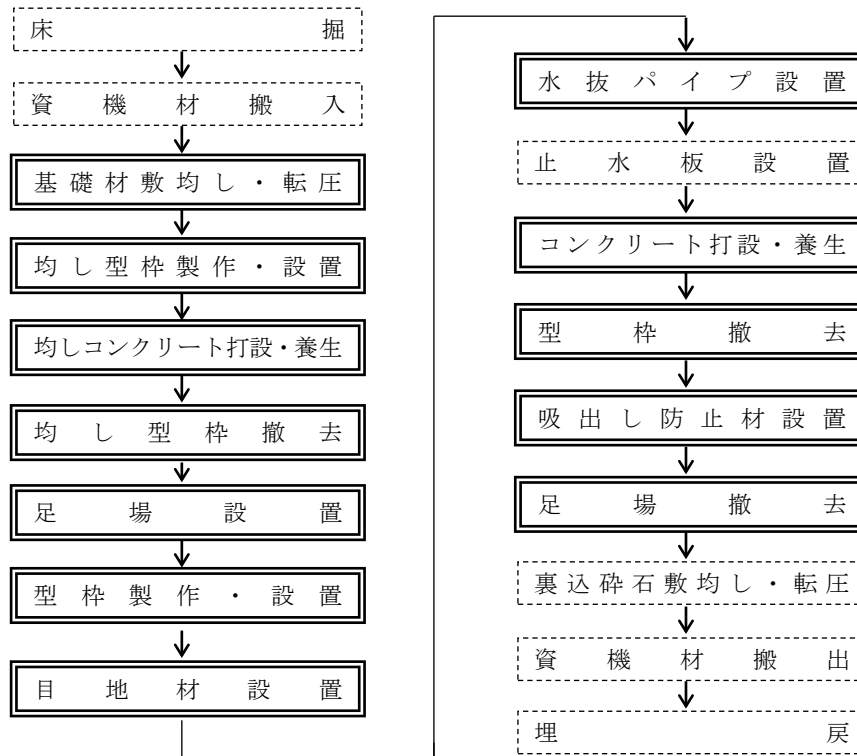 床掘
資機材搬入
基礎材敷均し・転圧
均し型枠製作・設置
均しコンクリート打設・養生
均し型枠撤去
足場設置
型枠製作・設置
目地材設置
水抜パイプ設置
止水板設置
コンクリート打設・養生
型枠撤去
吸出し防止材設置
足場撤去
裏込砕石敷均し・転圧
資機材搬出
埋戻